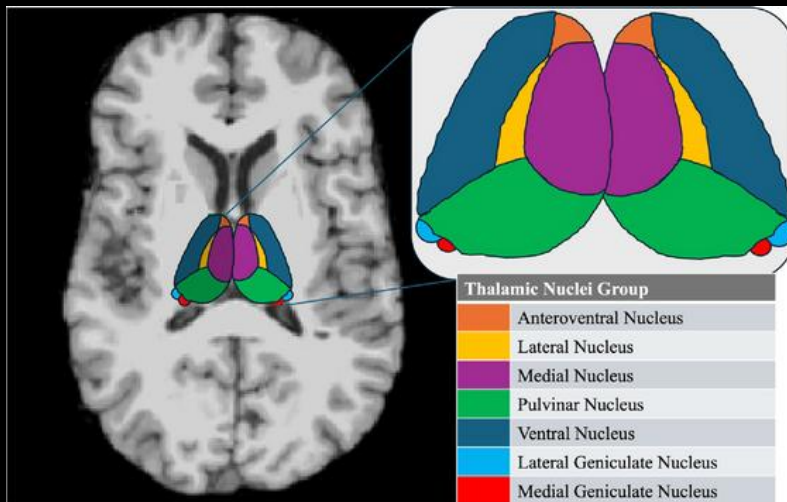 Thalamic Nuclei Group
Anteroventral Nucleus
Lateral Nucleus
Medial Nucleus
Pulvinar Nucleus
Ventral Nucleus
Lateral Geniculate Nucleus
Medial Geniculate Nucleus